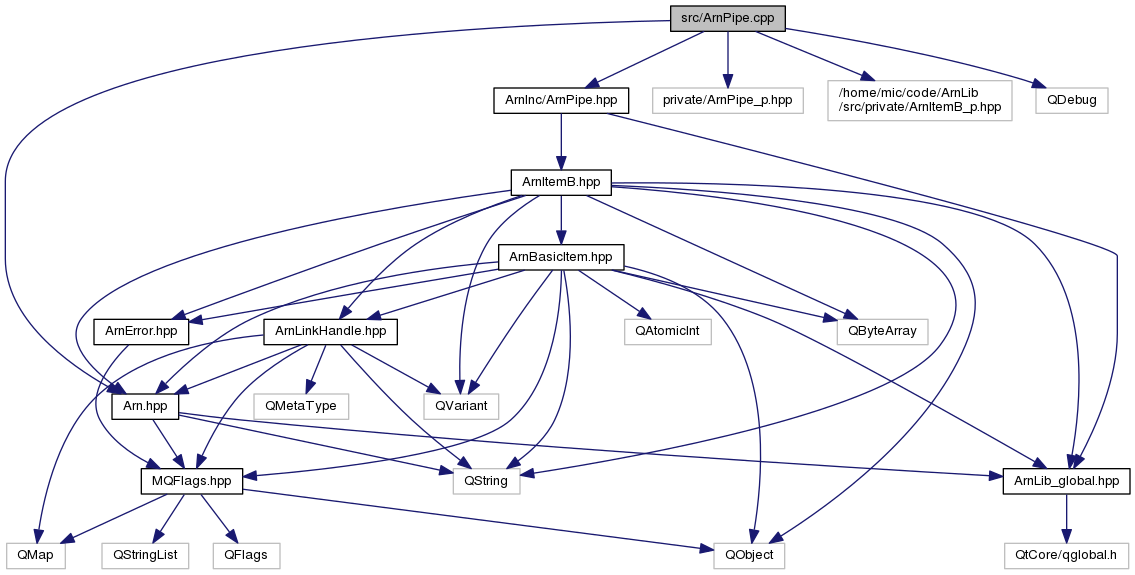 src/ArnPipe.cpp
ArnInc/ArnPipe.hpp
private/ArnPipe_p.hpp
/home/mic/code/ArnLib
/src/private/ArnItemB_p.hpp
QDebug
ArnItemB.hpp
ArnBasicItem.hpp
ArnError.hpp
ArnLinkHandle.hpp
QAtomicInt
QByteArray
Arn.hpp
QMetaType
QVariant
MQFlags.hpp
QString
ArnLib_global.hpp
QMap
QStringList
QFlags
QObject
QtCore/qglobal.h